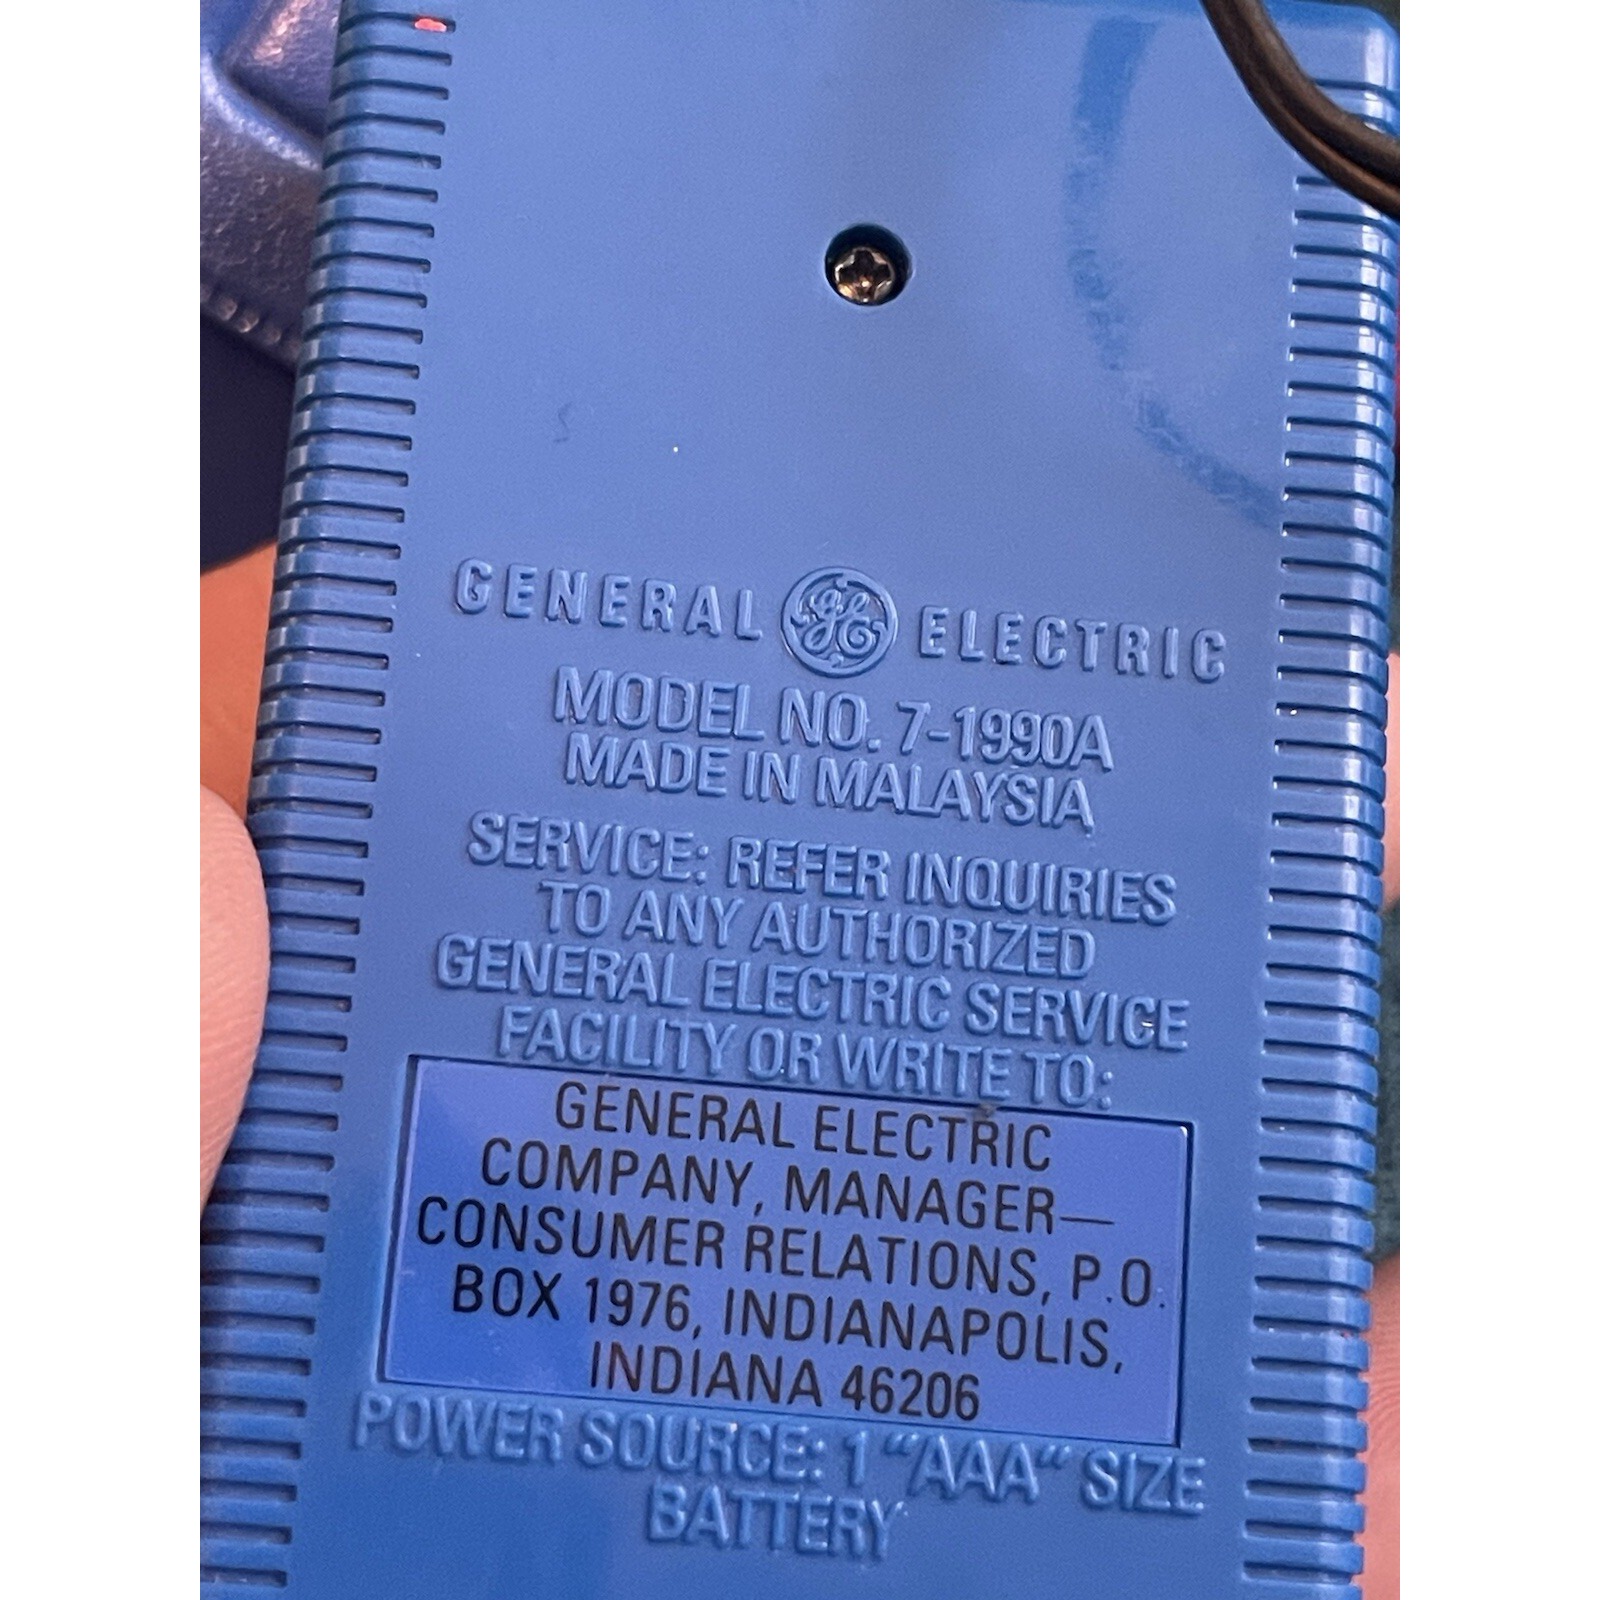 GENERAL GE ELECTRIC
MODEL NO. 7-1990A
MADE IN MALAYSIA
SERVICE: REFER INQUIRIES
TO ANY AUTHORIZED
GENERAL ELECTRIC SERVICE
FACILITY OR WRITE TO:
GENERAL ELECTRIC
COMPANY, MANAGER—
CONSUMER RELATIONS, P.O.
BOX 1976, INDIANAPOLIS,
INDIANA 46206
POWER SOURCE: 1 "AAA" SIZE
BATTERY